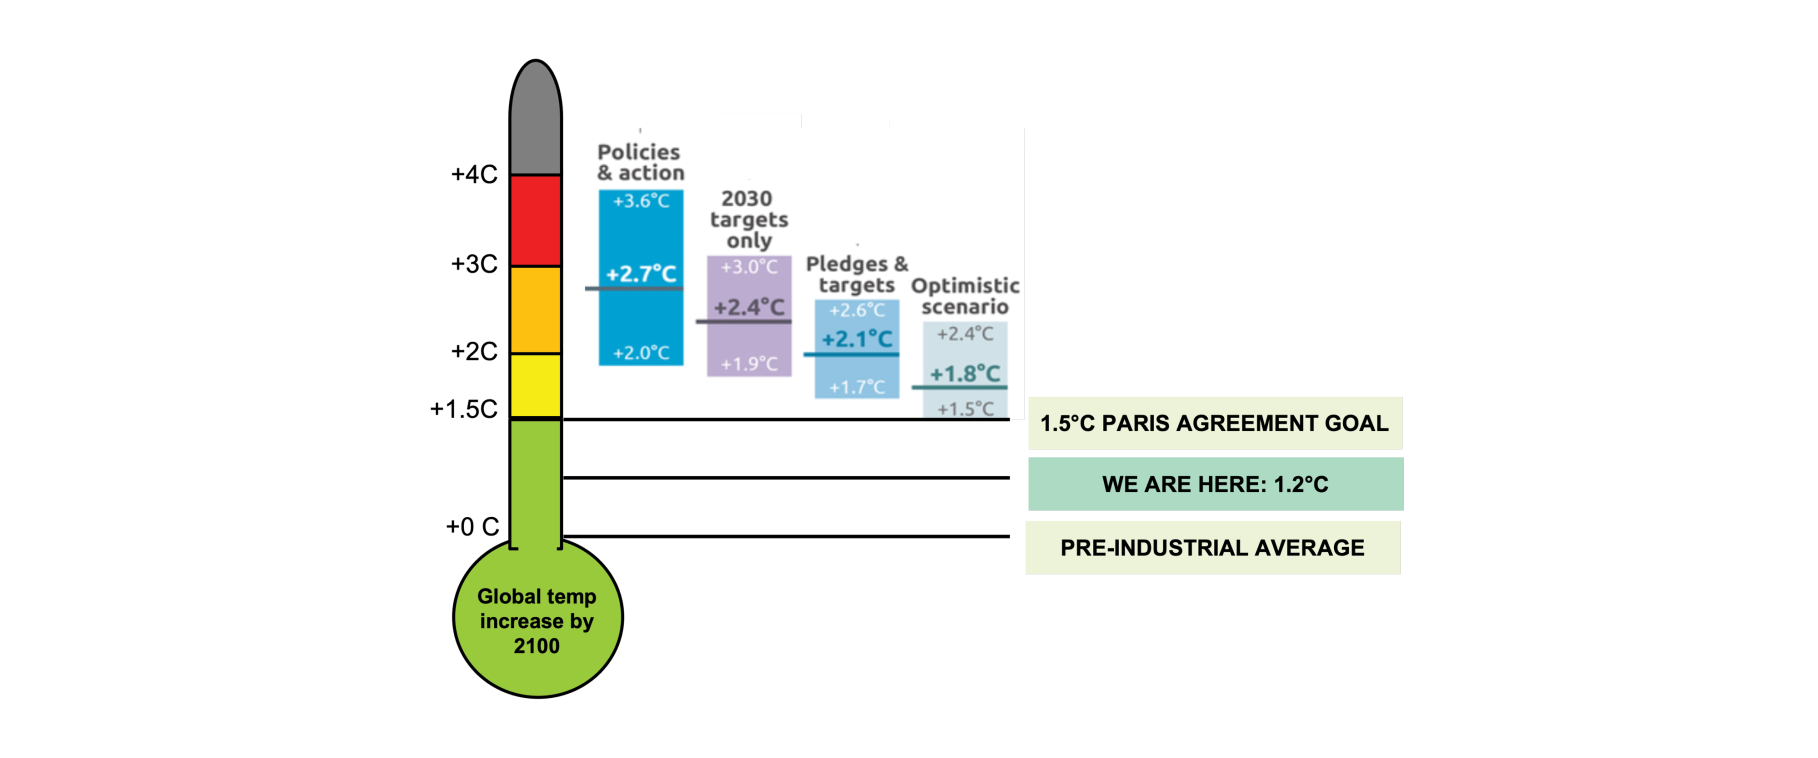 +4C
+3C
+2C
+1.5C
+0 C
Global temp
increase by
2100
Policies
& action
+3.6°C
+2.7°C
+2.0°C
2030
targets
only
+3.0°C
+2.4°C
+1.9°C
Pledges &
targets
+2.6°C
+2.1°C
+1.7°C
Optimistic
scenario
+2.4°C
+1.8°C
+1.5°C
1.5°C PARIS AGREEMENT GOAL
WE ARE HERE: 1.2°C
PRE-INDUSTRIAL AVERAGE